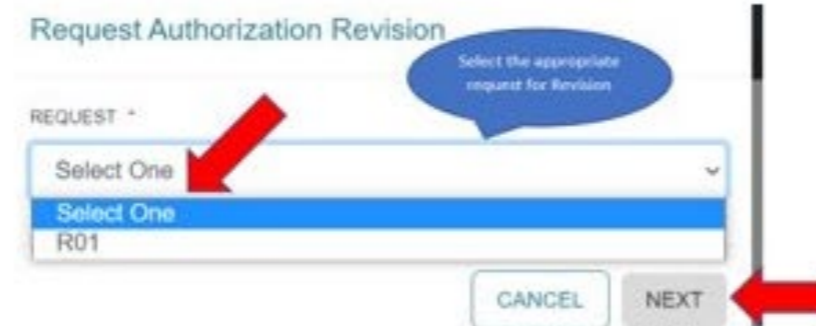 Request Authorization Revision
Select the appropriate
request for Revision
REQUEST *
Select One
Select One
R01
CANCEL
NEXT